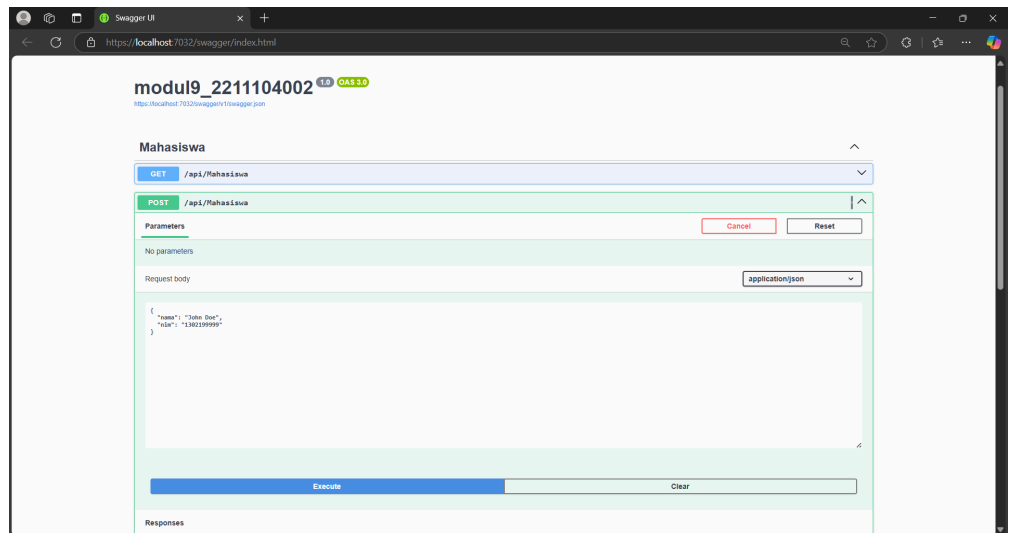 Swagger UI
https://localhost:7032/swagger/index.html
modul9_2211104002 1.0 OAS 3.0
https://localhost:7032/swagger/v1/swagger.json
Mahasiswa
GET /api/Mahasiswa
POST /api/Mahasiswa
Parameters Cancel Reset
No parameters
Request body application/json
{
"nama": "John Doe",
"nim": "1302199999"
}
Execute Clear
Responses